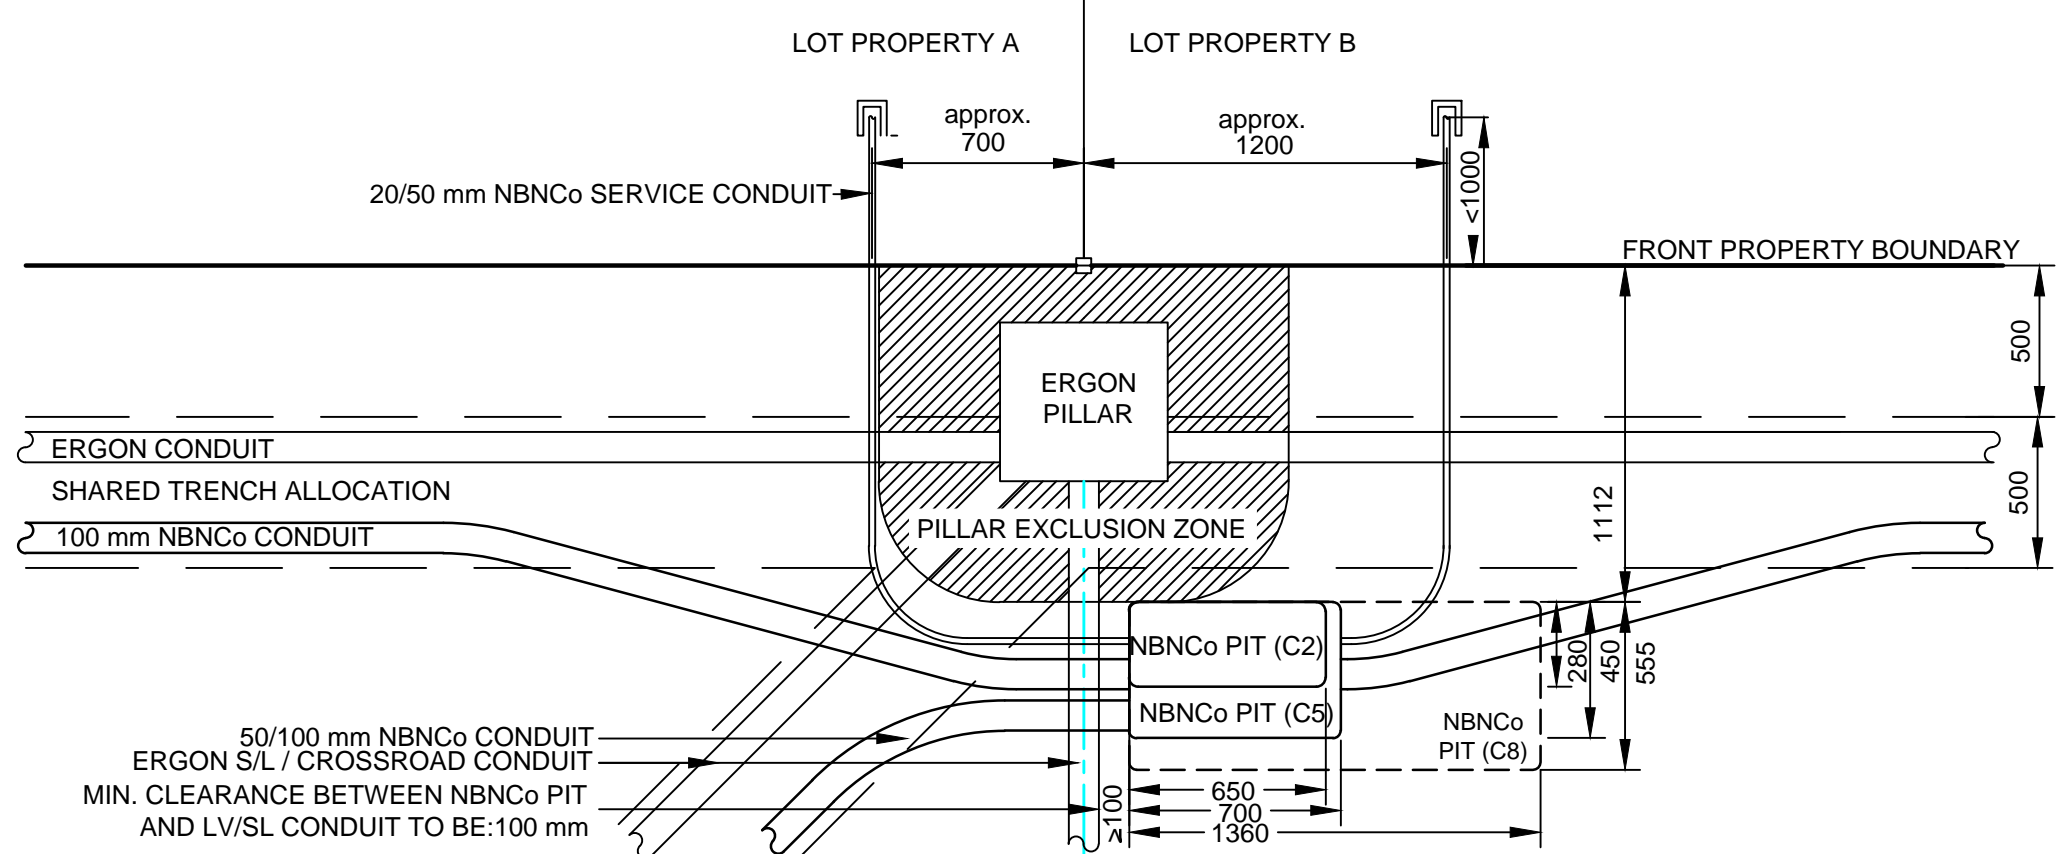 LOT PROPERTY A
LOT PROPERTY B
approx.
700
approx.
1200
<1000
20/50 mm NBNCo SERVICE CONDUIT
FRONT PROPERTY BOUNDARY
500
ERGON
PILLAR
ERGON CONDUIT
SHARED TRENCH ALLOCATION
500
1112
100 mm NBNCo CONDUIT
PILLAR EXCLUSION ZONE
NBNCo PIT (C2)
280
450
555
NBNCo PIT (C5)
NBNCo
PIT (C8)
50/100 mm NBNCo CONDUIT
ERGON S/L / CROSSROAD CONDUIT
MIN. CLEARANCE BETWEEN NBNCo PIT
AND LV/SL CONDUIT TO BE:100 mm
≥100
650
700
1360